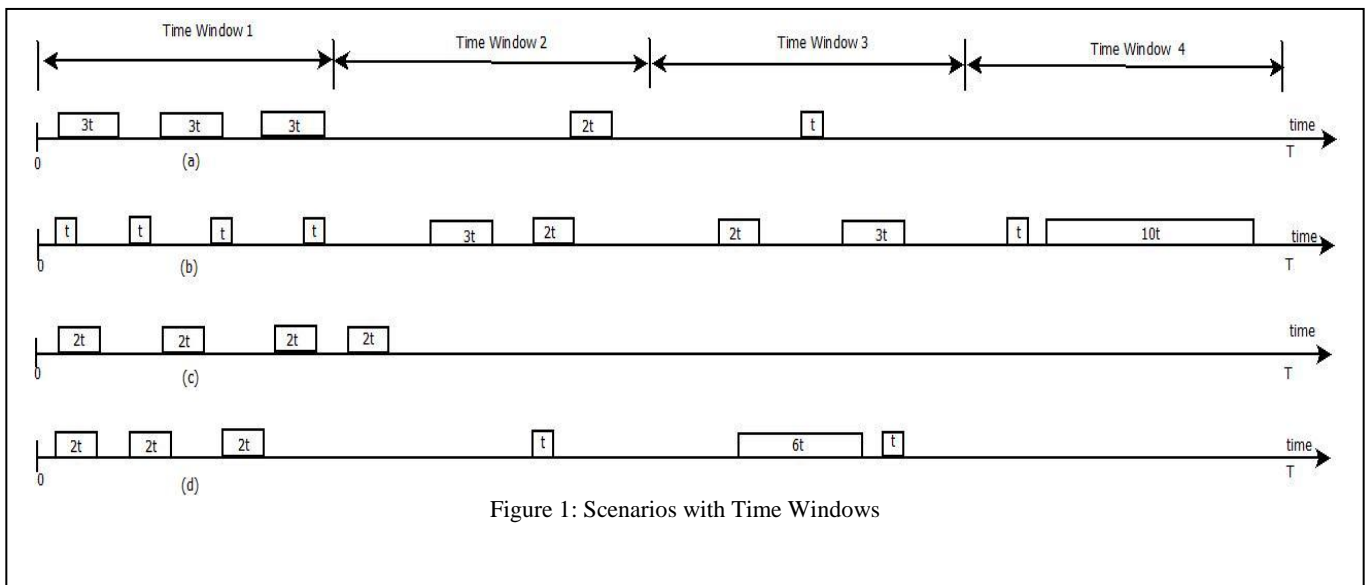 Time Window 1
Time Window 2
Time Window 3
Time Window 4
3t 3t 3t 2t t time
0 (a) T
t t t t 3t 2t 2t 3t t 10t time
0 (b) T
2t 2t 2t 2t time
0 (c) T
2t 2t 2t t 6t t time
0 (d) T
Figure 1: Scenarios with Time Windows